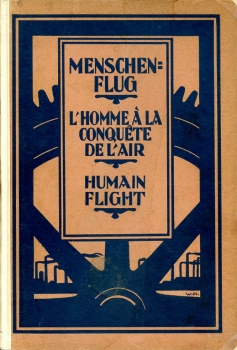 MENSCHEN=
FLUG
L'HOMME À LA
CONQUÊTE
DE L'AIR
HUMAIN
FLIGHT
W.M.